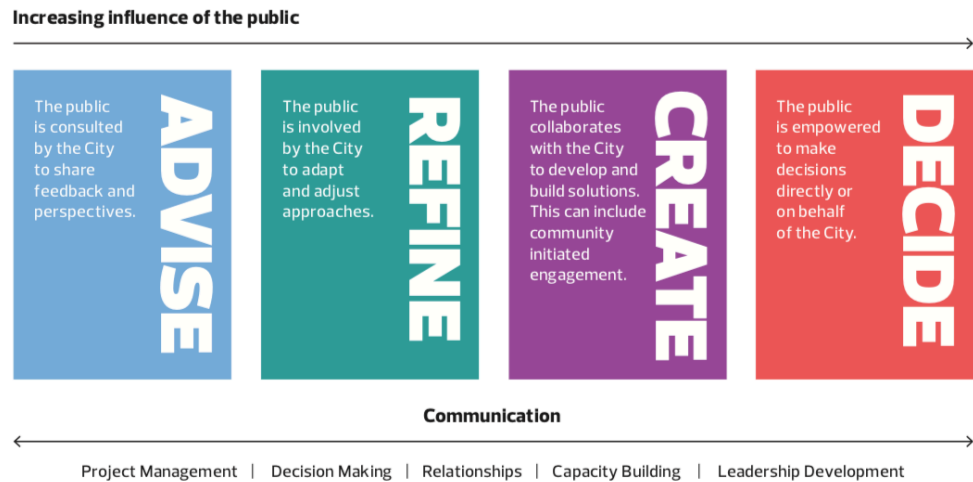 Increasing influence of the public
The public
is consulted
by the City
to share
feedback and
perspectives.
ADVISE
The public
is involved
by the City
to adapt
and adjust
approaches.
REFINE
The public
collaborates
with the City
to develop and
build solutions.
This can include
community
initiated
engagement.
CREATE
The public
is empowered
to make
decisions
directly or
on behalf
of the City.
DECIDE
Communication
Project Management | Decision Making | Relationships | Capacity Building | Leadership Development